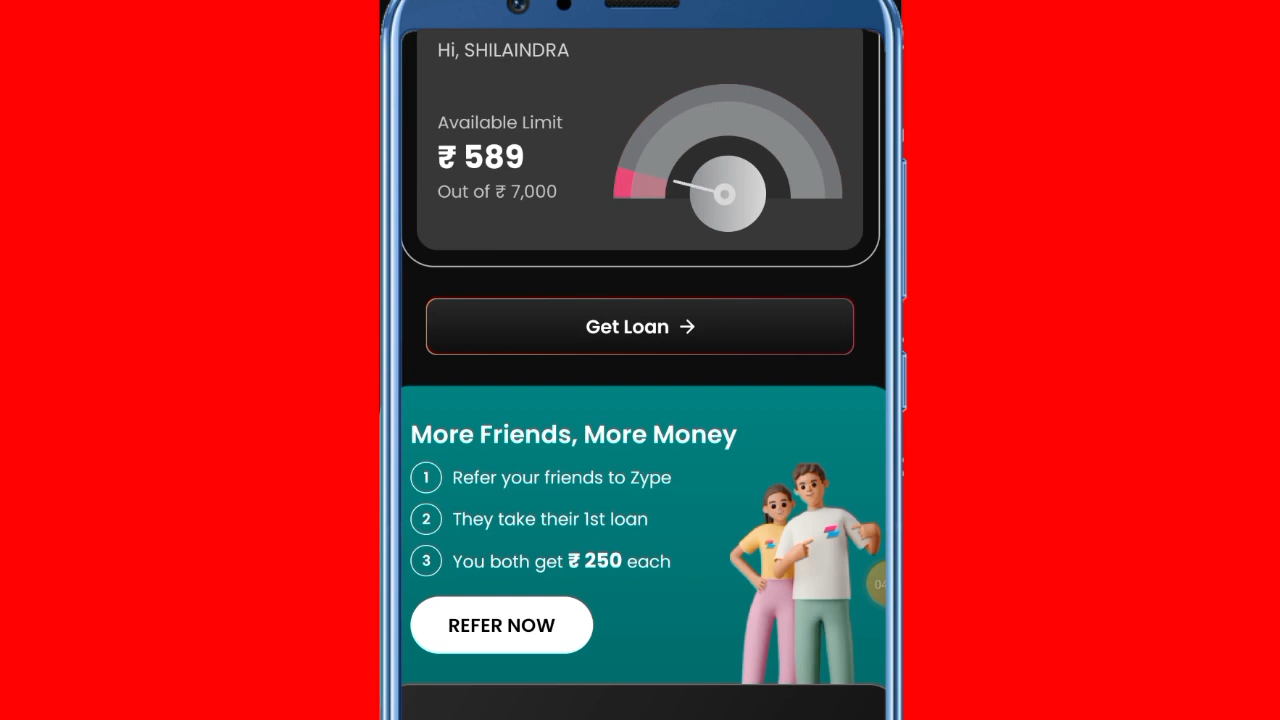 Hi, SHILAINDRA
Available Limit
₹ 589
Out of ₹ 7,000
Get Loan →
More Friends, More Money
1 Refer your friends to Zype
2 They take their 1st loan
3 You both get ₹ 250 each
04
REFER NOW